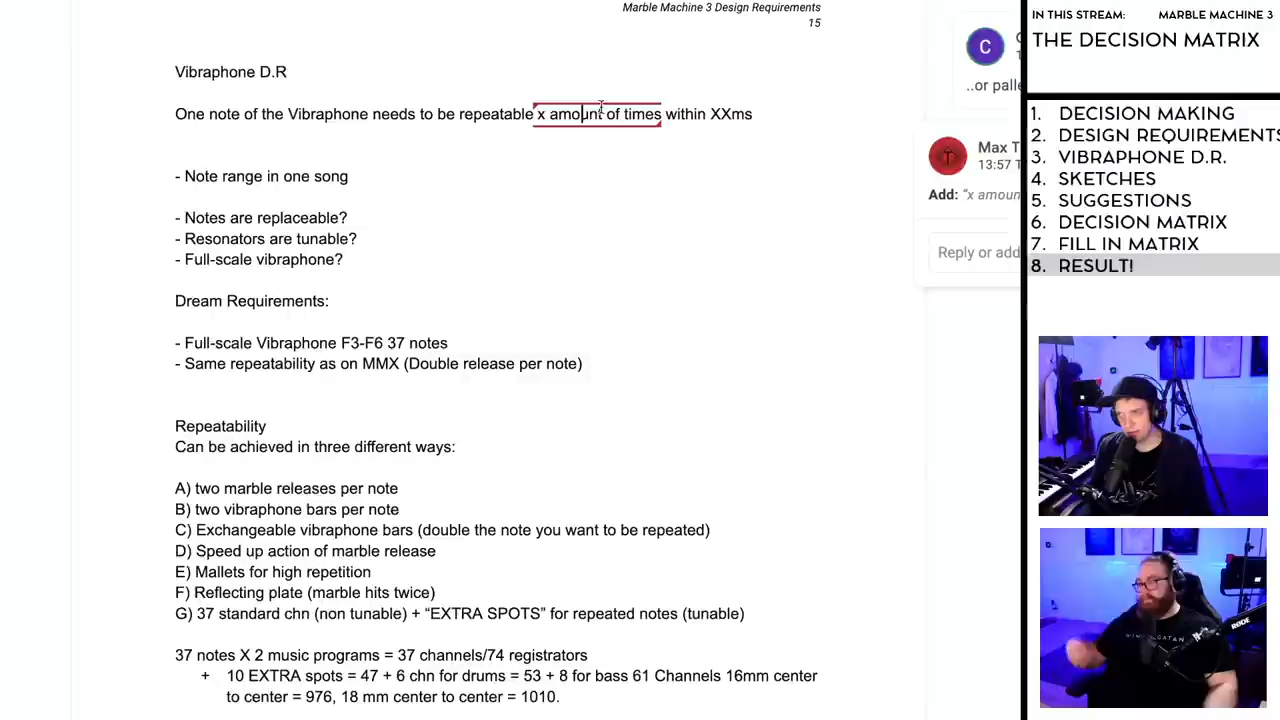 Marble Machine 3 Design Requirements
15
Vibraphone D.R
One note of the Vibraphone needs to be repeatable x amount of times within XXms
- Note range in one song
- Notes are replaceable?
- Resonators are tunable?
- Full-scale vibraphone?
Dream Requirements:
- Full-scale Vibraphone F3-F6 37 notes
- Same repeatability as on MMX (Double release per note)
Repeatability
Can be achieved in three different ways:
A) two marble releases per note
B) two vibraphone bars per note
C) Exchangeable vibraphone bars (double the note you want to be repeated)
D) Speed up action of marble release
E) Mallets for high repetition
F) Reflecting plate (marble hits twice)
G) 37 standard chn (non tunable) + “EXTRA SPOTS” for repeated notes (tunable)
37 notes X 2 music programs = 37 channels/74 registrators
+ 10 EXTRA spots = 47 + 6 chn for drums = 53 + 8 for bass 61 Channels 16mm center
to center = 976, 18 mm center to center = 1010.
C
..or palle
Max T
13:57 T
Add: “x amoun
Reply or add
IN THIS STREAM: MARBLE MACHINE 3
THE DECISION MATRIX
1. DECISION MAKING
2. DESIGN REQUIREMENTS
3. VIBRAPHONE D.R.
4. SKETCHES
5. SUGGESTIONS
6. DECISION MATRIX
7. FILL IN MATRIX
8. RESULT!
RODE